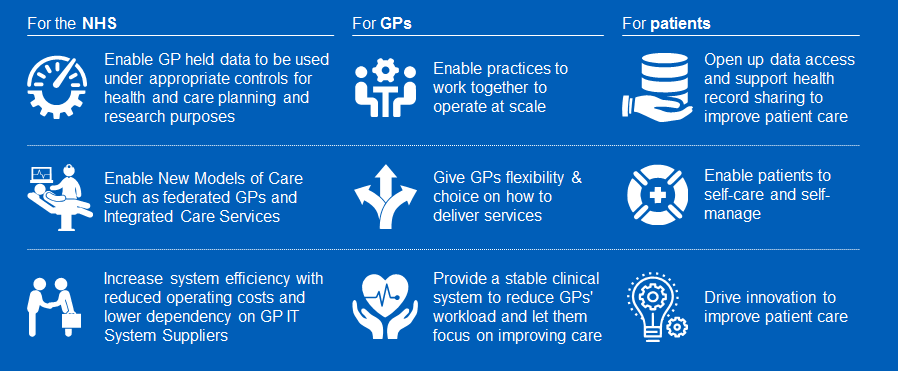 For the NHS
Enable GP held data to be used
under appropriate controls for
health and care planning and
research purposes
Enable New Models of Care
such as federated GPs and
Integrated Care Services
Increase system efficiency with
reduced operating costs and
lower dependency on GP IT
System Suppliers
For GPs
Enable practices to
work together to
operate at scale
Give GPs flexibility &
choice on how to
deliver services
Provide a stable clinical
system to reduce GPs'
workload and let them
focus on improving care
For patients
Open up data access
and support health
record sharing to
improve patient care
Enable patients to
self-care and self-
manage
Drive innovation to
improve patient care